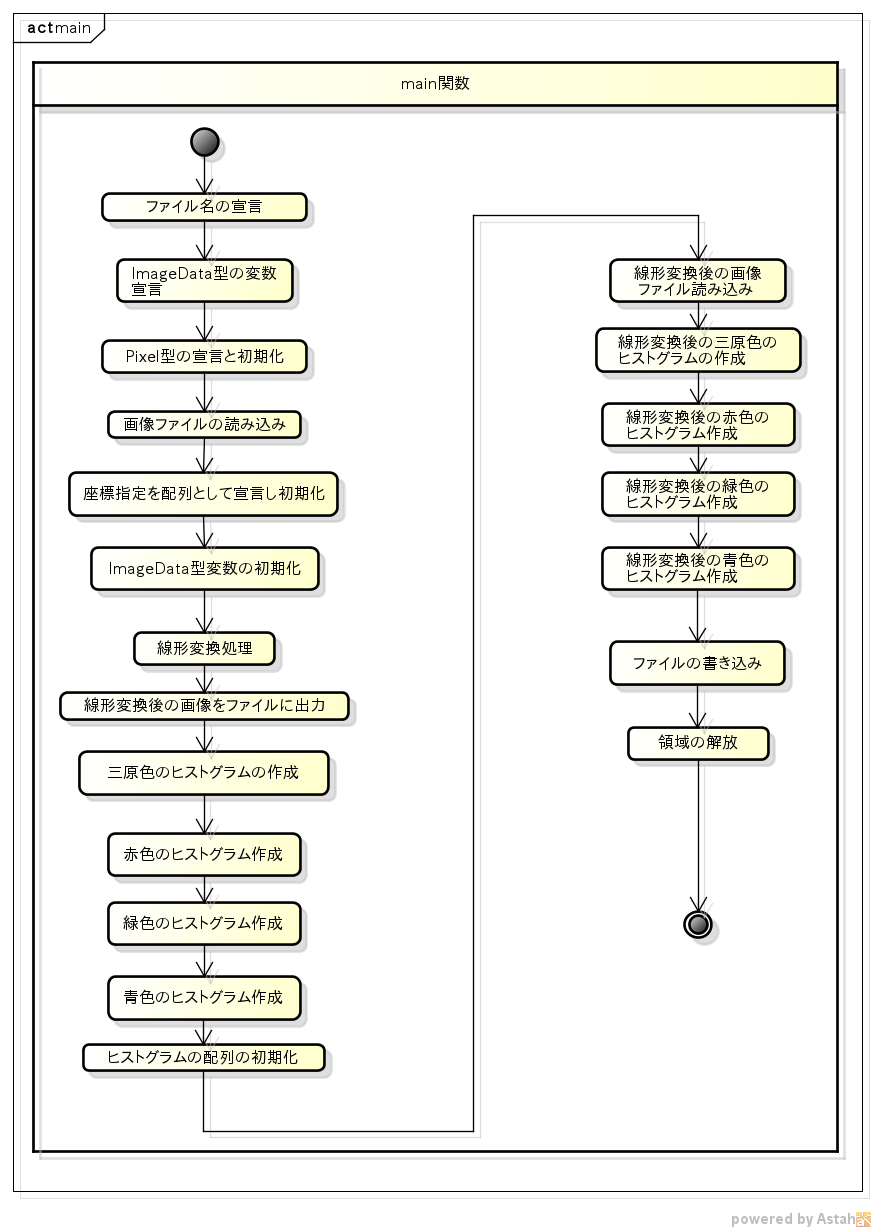 actmain
main関数
ファイル名の宣言
ImageData型の変数
宣言
Pixel型の宣言と初期化
画像ファイルの読み込み
座標指定を配列として宣言し初期化
ImageData型変数の初期化
線形変換処理
線形変換後の画像をファイルに出力
三原色のヒストグラムの作成
赤色のヒストグラム作成
緑色のヒストグラム作成
青色のヒストグラム作成
ヒストグラムの配列の初期化
線形変換後の画像
ファイル読み込み
線形変換後の三原色の
ヒストグラムの作成
線形変換後の赤色の
ヒストグラム作成
線形変換後の緑色の
ヒストグラム作成
線形変換後の青色の
ヒストグラム作成
ファイルの書き込み
領域の解放
powered by Astah